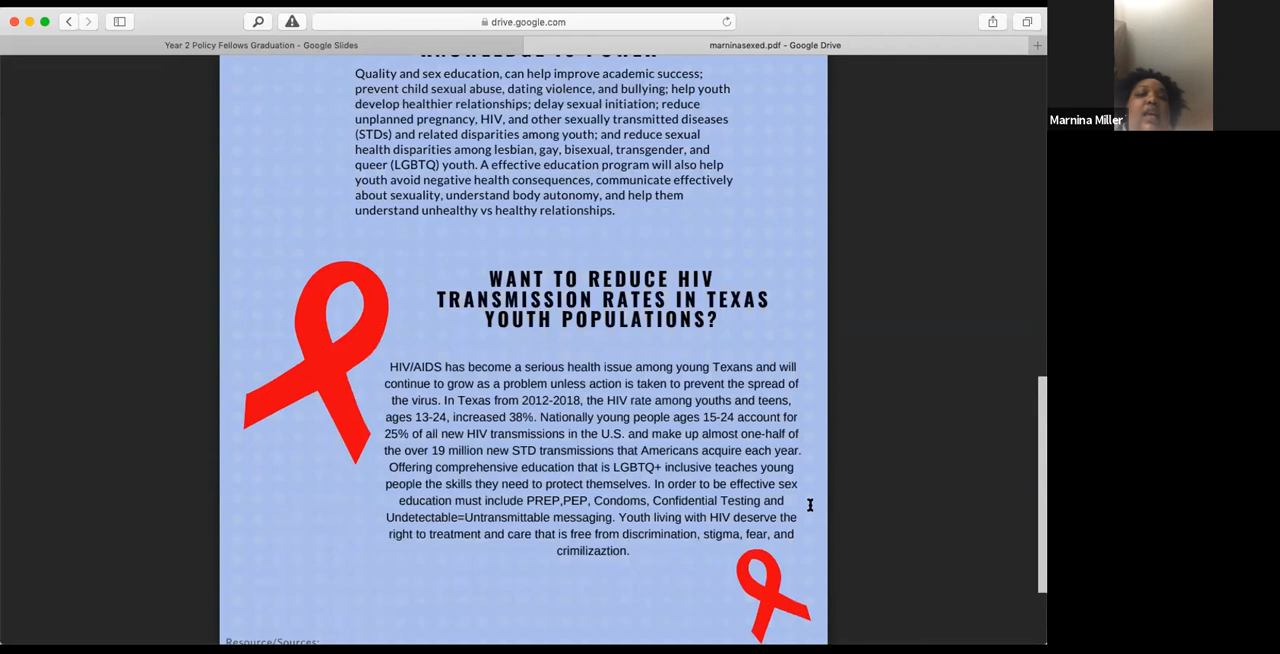 drive.google.com
Year 2 Policy Fellows Graduation - Google Slides
marninasexed.pdf - Google Drive
KNOWLEDGE IS POWER
Quality and sex education, can help improve academic success;
prevent child sexual abuse, dating violence, and bullying; help youth
develop healthier relationships; delay sexual initiation; reduce
unplanned pregnancy, HIV, and other sexually transmitted diseases
(STDs) and related disparities among youth; and reduce sexual
health disparities among lesbian, gay, bisexual, transgender, and
queer (LGBTQ) youth. A effective education program will also help
youth avoid negative health consequences, communicate effectively
about sexuality, understand body autonomy, and help them
understand unhealthy vs healthy relationships.
WANT TO REDUCE HIV
TRANSMISSION RATES IN TEXAS
YOUTH POPULATIONS?
HIV/AIDS has become a serious health issue among young Texans and will
continue to grow as a problem unless action is taken to prevent the spread of
the virus. In Texas from 2012-2018, the HIV rate among youths and teens,
ages 13-24, increased 38%. Nationally young people ages 15-24 account for
25% of all new HIV transmissions in the U.S. and make up almost one-half of
the over 19 million new STD transmissions that Americans acquire each year.
Offering comprehensive education that is LGBTQ+ inclusive teaches young
people the skills they need to protect themselves. In order to be effective sex
education must include PREP,PEP, Condoms, Confidential Testing and
Undetectable=Untransmittable messaging. Youth living with HIV deserve the
right to treatment and care that is free from discrimination, stigma, fear, and
crimilizaztion.
Resource/Sources:
Marnina Miller